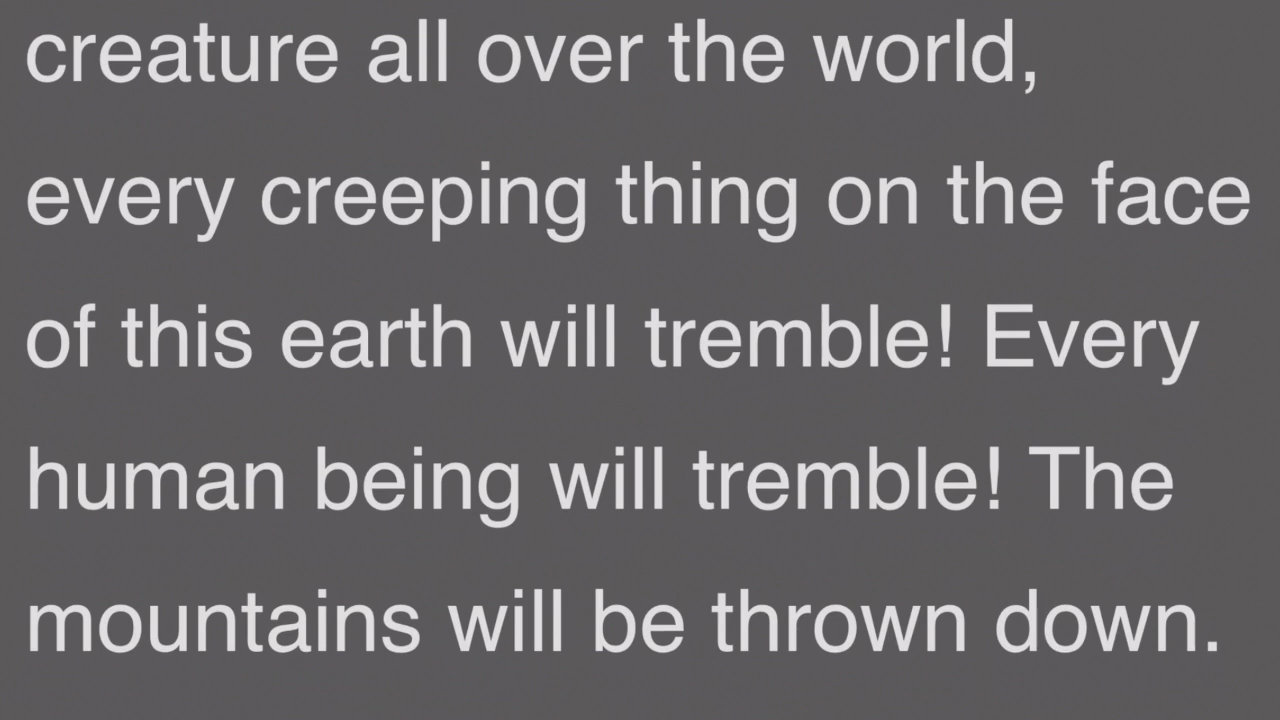 creature all over the world,
every creeping thing on the face
of this earth will tremble! Every
human being will tremble! The
mountains will be thrown down.